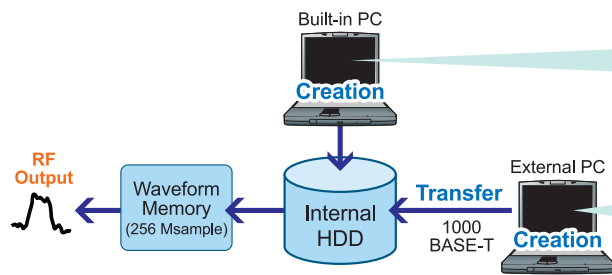 Built-in PC
Creation
RF
Output
Waveform
Memory
(256 Msample)
Internal
HDD
Transfer
1000
BASE-T
External PC
Creation